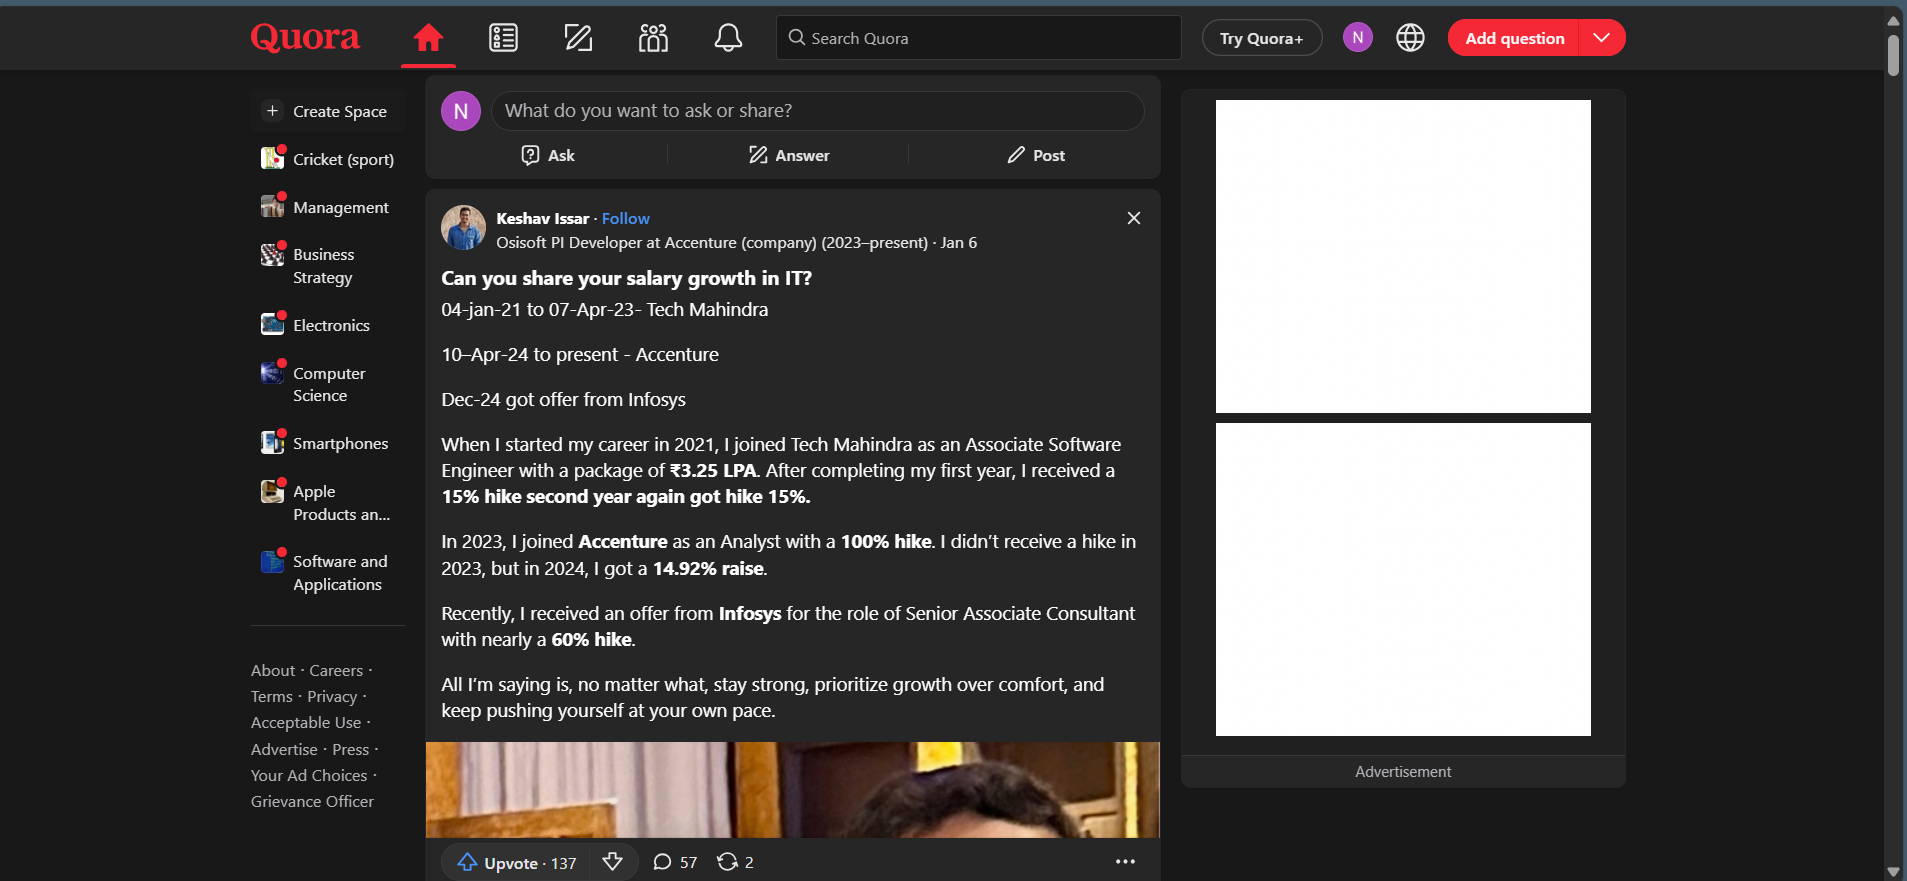 Quora
Search Quora
Try Quora+
N
Add question
Create Space
Cricket (sport)
Management
Business
Strategy
Electronics
Computer
Science
Smartphones
Apple
Products an...
Software and
Applications
About · Careers ·
Terms · Privacy ·
Acceptable Use ·
Advertise · Press ·
Your Ad Choices ·
Grievance Officer
N
What do you want to ask or share?
Ask
Answer
Post
Keshav Issar · Follow
Osisoft PI Developer at Accenture (company) (2023–present) · Jan 6
Can you share your salary growth in IT?
04-jan-21 to 07-Apr-23- Tech Mahindra
10–Apr-24 to present - Accenture
Dec-24 got offer from Infosys
When I started my career in 2021, I joined Tech Mahindra as an Associate Software
Engineer with a package of ₹3.25 LPA. After completing my first year, I received a
15% hike second year again got hike 15%.
In 2023, I joined Accenture as an Analyst with a 100% hike. I didn’t receive a hike in
2023, but in 2024, I got a 14.92% raise.
Recently, I received an offer from Infosys for the role of Senior Associate Consultant
with nearly a 60% hike.
All I’m saying is, no matter what, stay strong, prioritize growth over comfort, and
keep pushing yourself at your own pace.
Upvote · 137
57
2
Advertisement